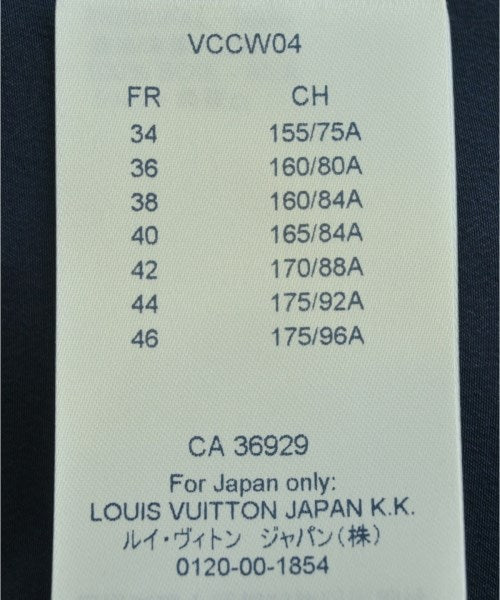 VCCW04
FR CH
34 155/75A
36 160/80A
38 160/84A
40 165/84A
42 170/88A
44 175/92A
46 175/96A
CA 36929
For Japan only:
LOUIS VUITTON JAPAN K.K.
ルイ・ヴィトン ジャパン(株)
0120-00-1854